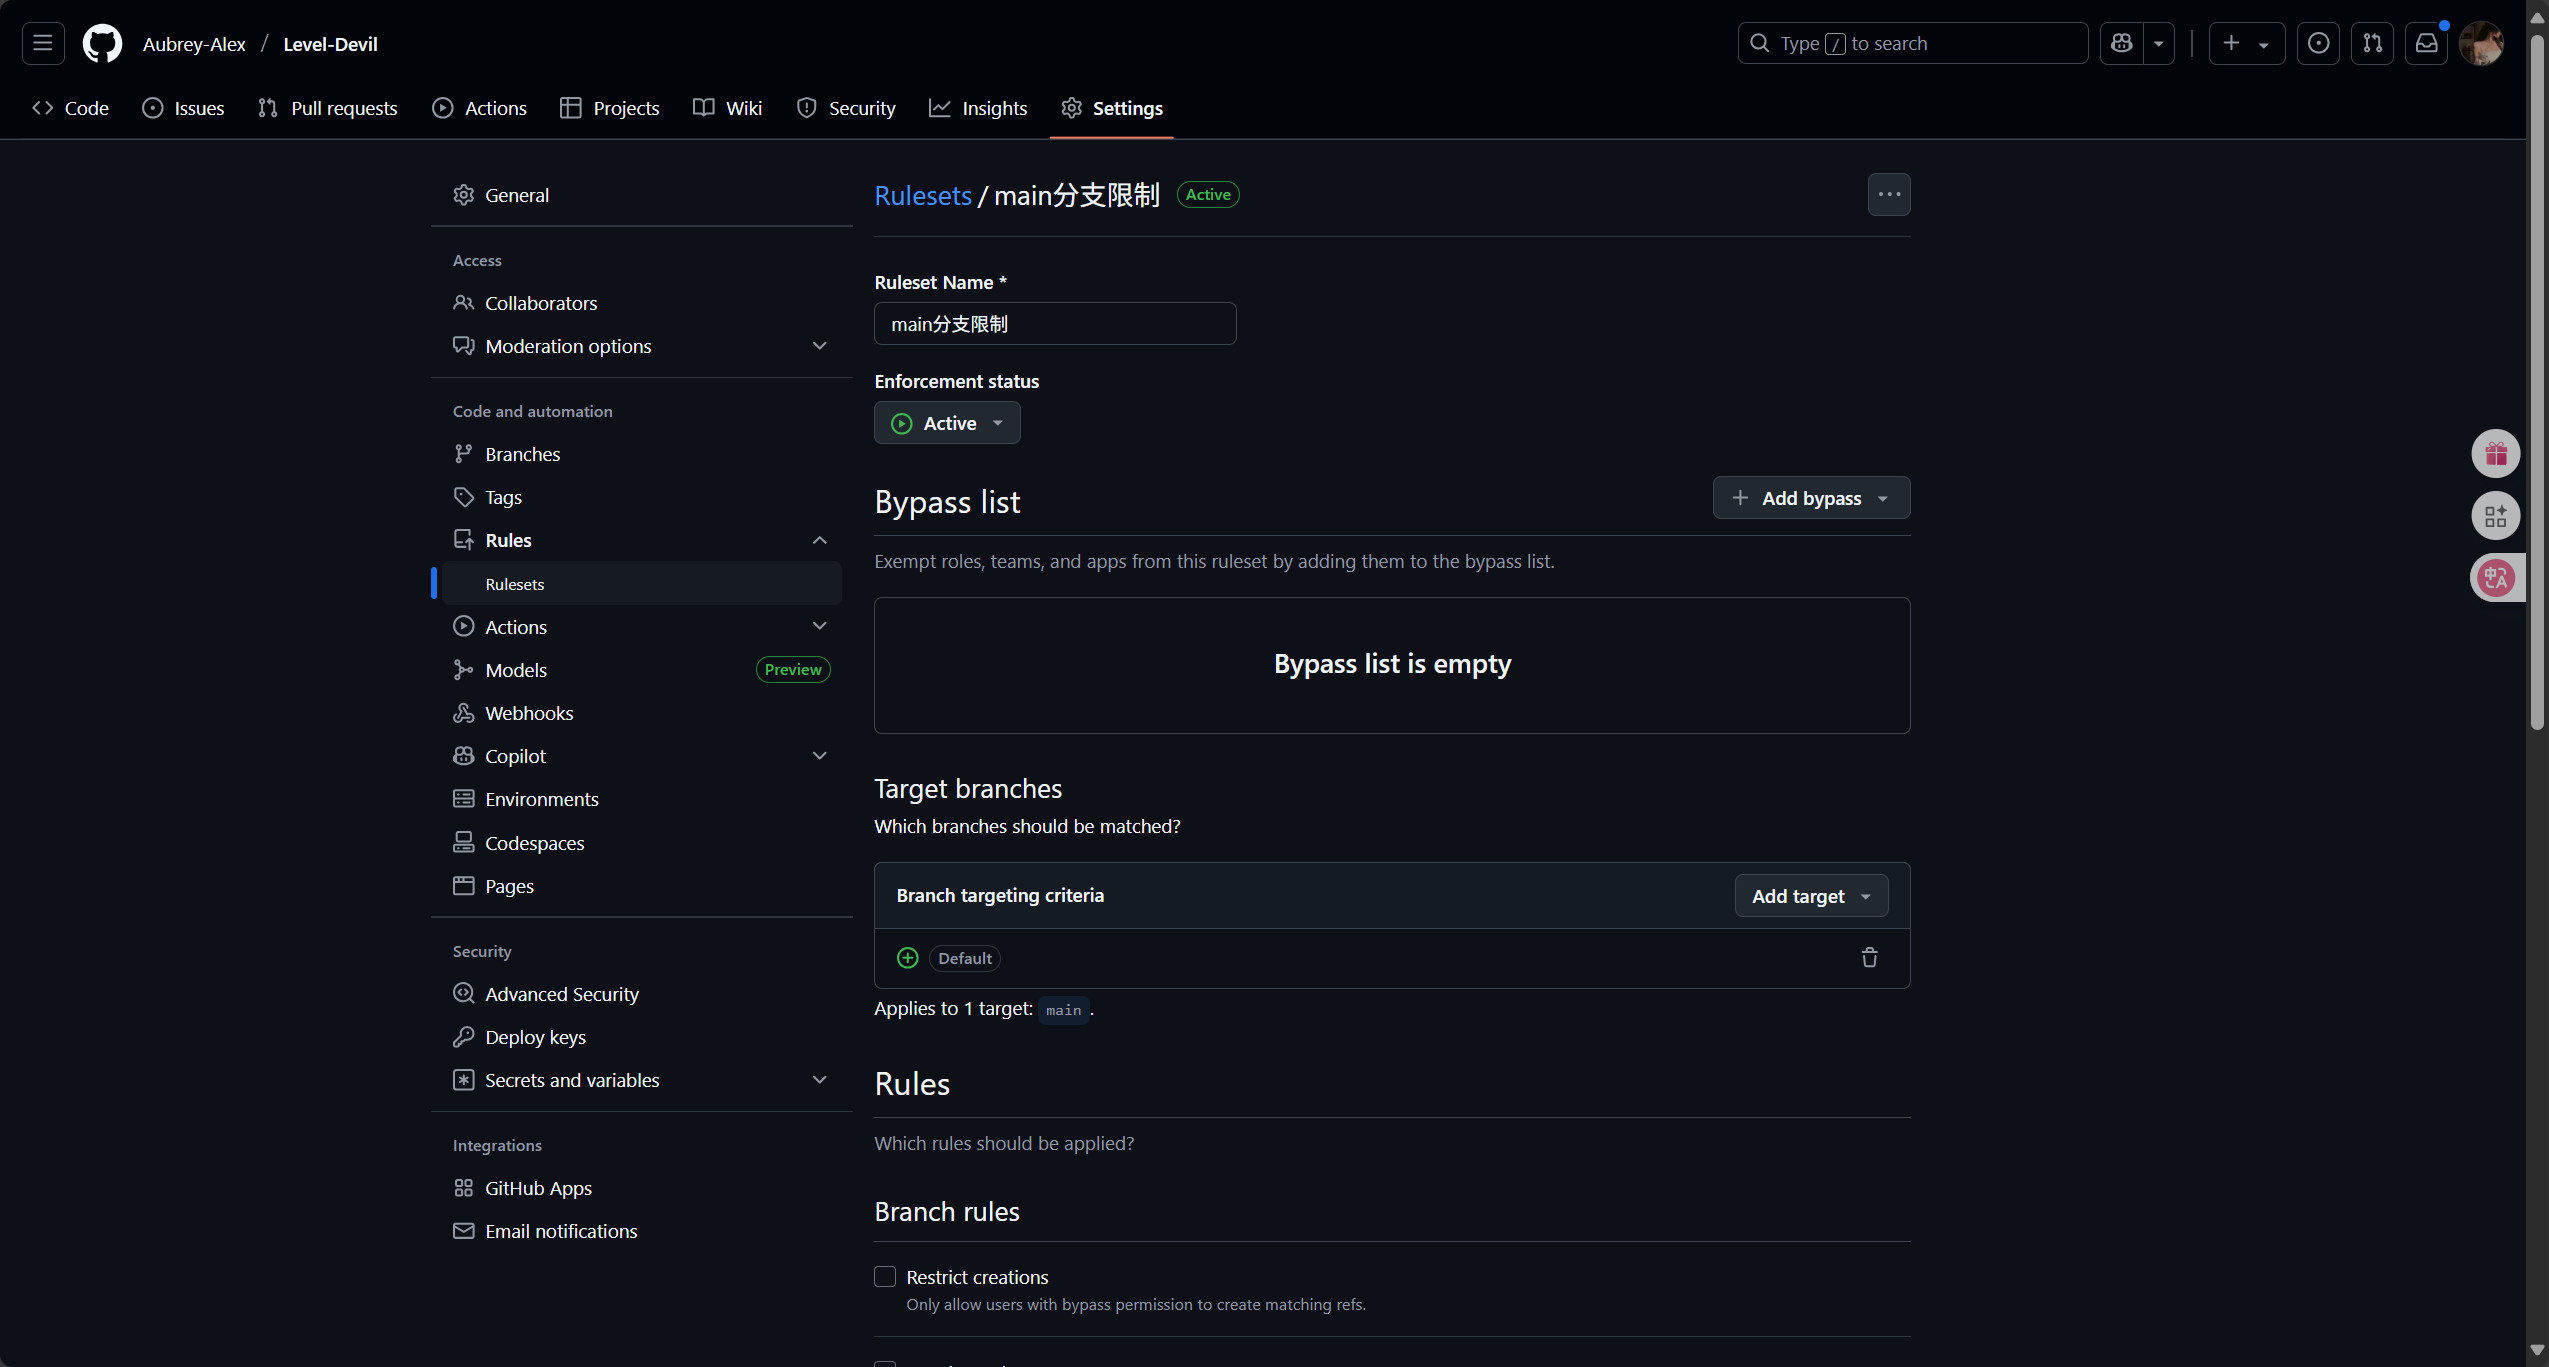 Aubrey-Alex / Level-Devil
Type / to search
Code
Issues
Pull requests
Actions
Projects
Wiki
Security
Insights
Settings
General
Access
Collaborators
Moderation options
Code and automation
Branches
Tags
Rules
Rulesets
Actions
Models
Preview
Webhooks
Copilot
Environments
Codespaces
Pages
Security
Advanced Security
Deploy keys
Secrets and variables
Integrations
GitHub Apps
Email notifications
Rulesets / main分支限制
Active
Ruleset Name *
main分支限制
Enforcement status
Active
Bypass list
Add bypass
Exempt roles, teams, and apps from this ruleset by adding them to the bypass list.
Bypass list is empty
Target branches
Which branches should be matched?
Branch targeting criteria
Add target
Default
Applies to 1 target: main.
Rules
Which rules should be applied?
Branch rules
Restrict creations
Only allow users with bypass permission to create matching refs.